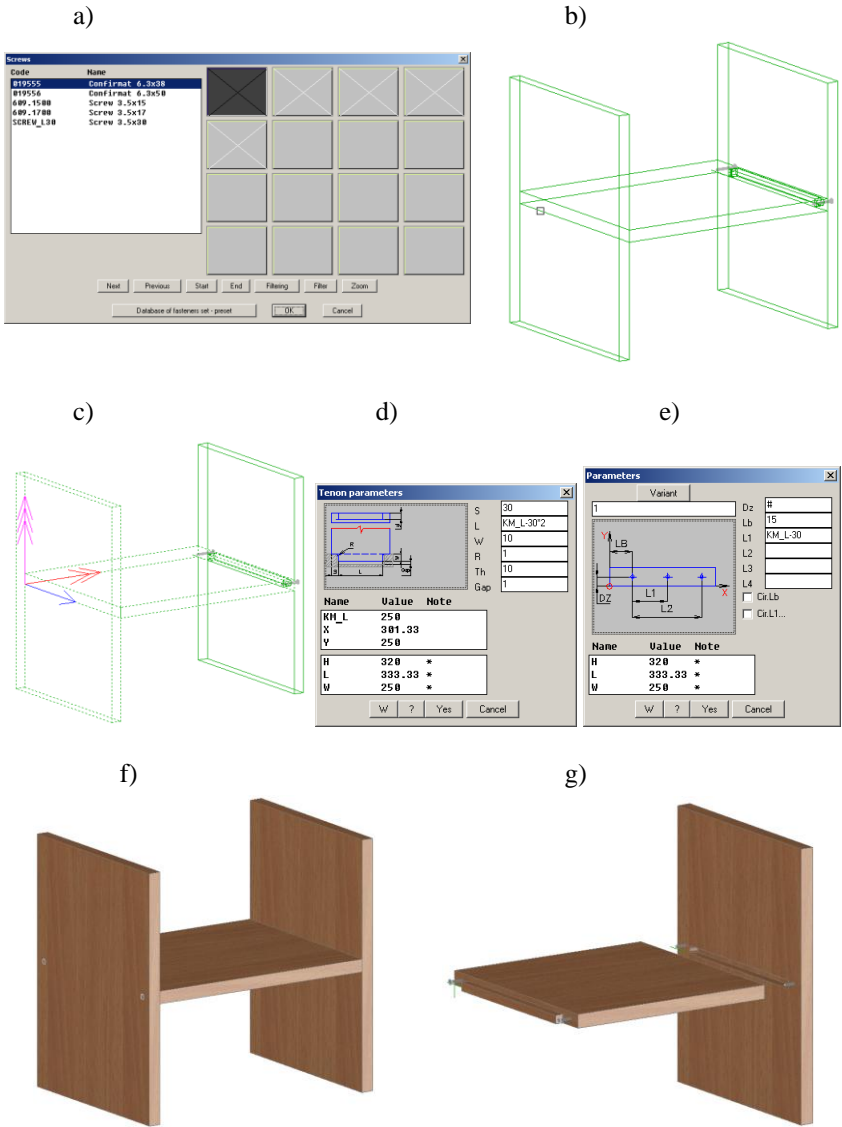 a)
b)
Screws
Code Name
019555 Confirmat 6.3x38
019556 Confirmat 6.3x50
609.1500 Screw 3.5x15
609.1700 Screw 3.5x17
SCREW_L30 Screw 3.5x30
Next Previous Start End Filtering Filter Zoom
Database of fasteners set - preset OK Cancel
c)
d)
e)
Tenon parameters
S 30
L KM_L-30*2
W 10
R 1
Th 10
Gap 1
R
L
Name Value Note
KM_L 250
X 301.33
Y 250
H 320 *
L 333.33 *
W 250 *
W ? Yes Cancel
Parameters
Variant
1
Dz #
Lb 15
L1 KM_L-30
L2
L3
L4
Cir.Lb
Cir.L1...
Y
LB
DZ
L1
L2
X
Name Value Note
H 320 *
L 333.33 *
W 250 *
W ? Yes Cancel
f)
g)